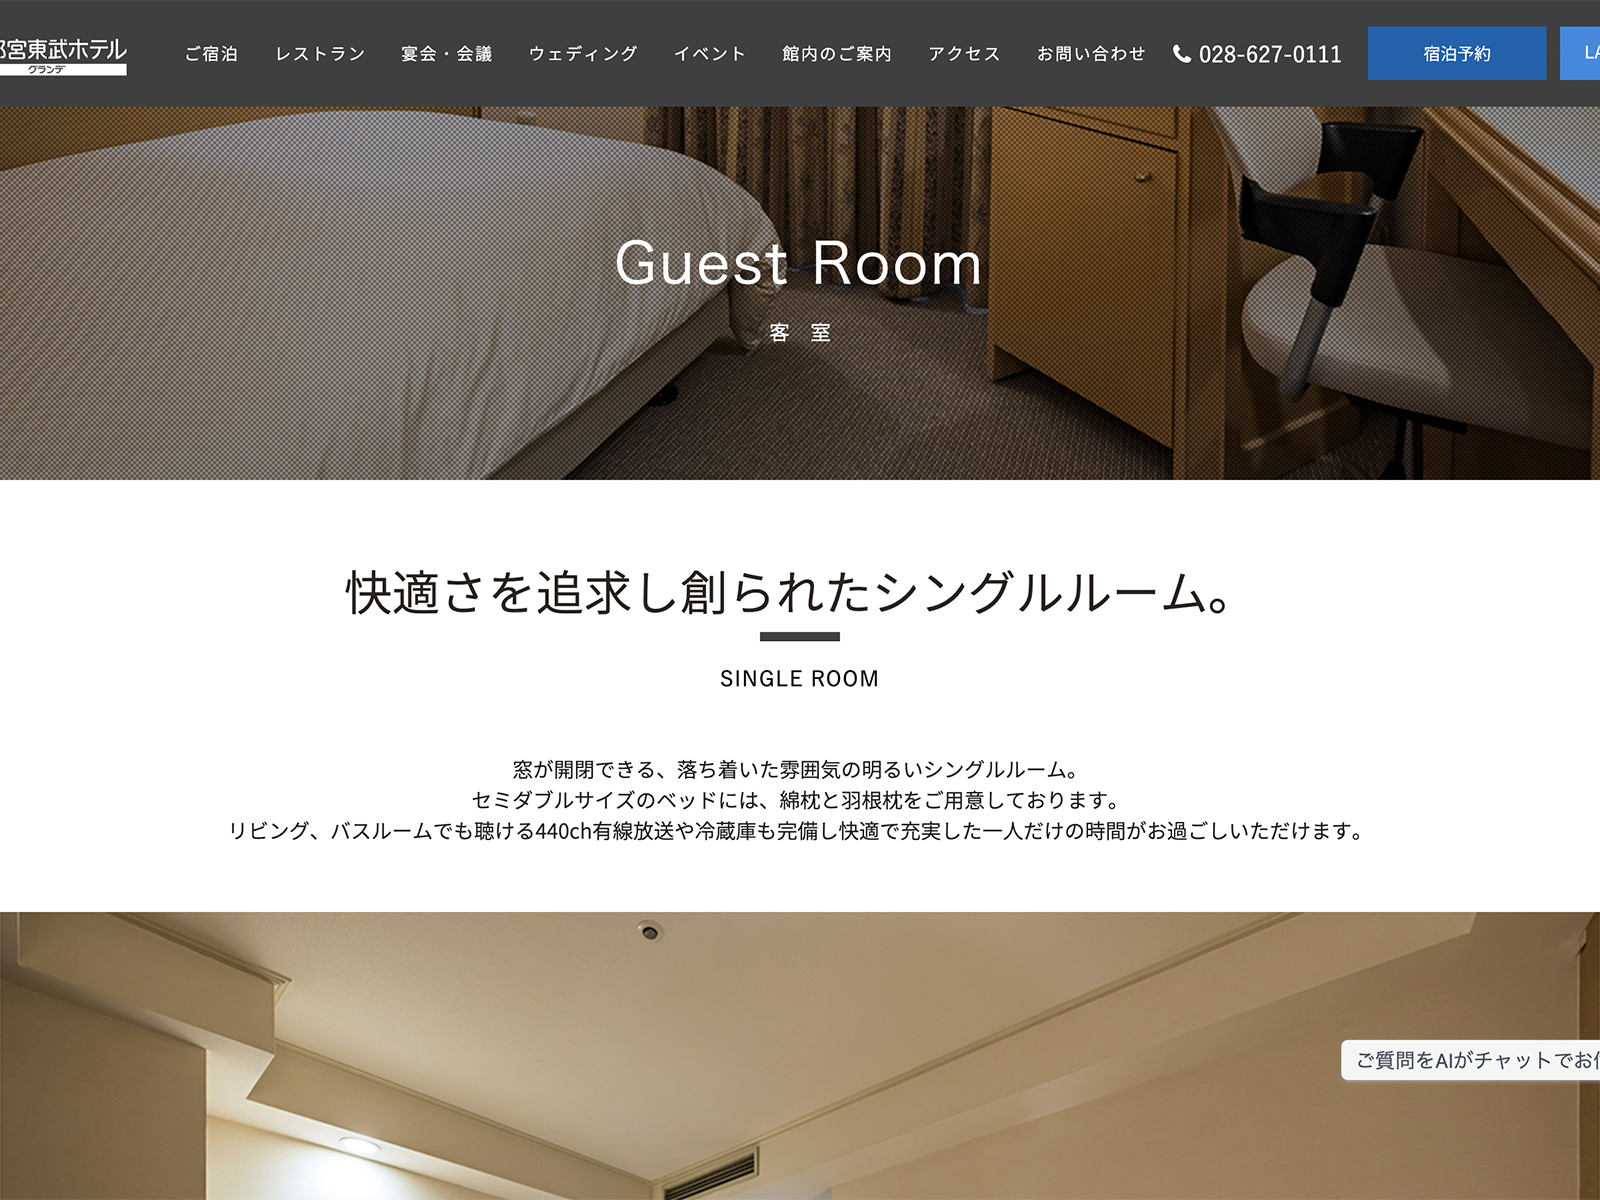 宮東武ホテル
グランデ
ご宿泊 レストラン 宴会・会議 ウェディング イベント 館内のご案内 アクセス お問い合わせ 028-627-0111 宿泊予約
Guest Room
客 室
快適さを追求し創られたシングルルーム。
SINGLE ROOM
窓が開閉できる、落ち着いた雰囲気の明るいシングルルーム。
セミダブルサイズのベッドには、綿枕と羽根枕をご用意しております。
リビング、バスルームでも聴ける440ch有線放送や冷蔵庫も完備し快適で充実した一人だけの時間がお過ごしいただけます。
ご質問をAIがチャットでお